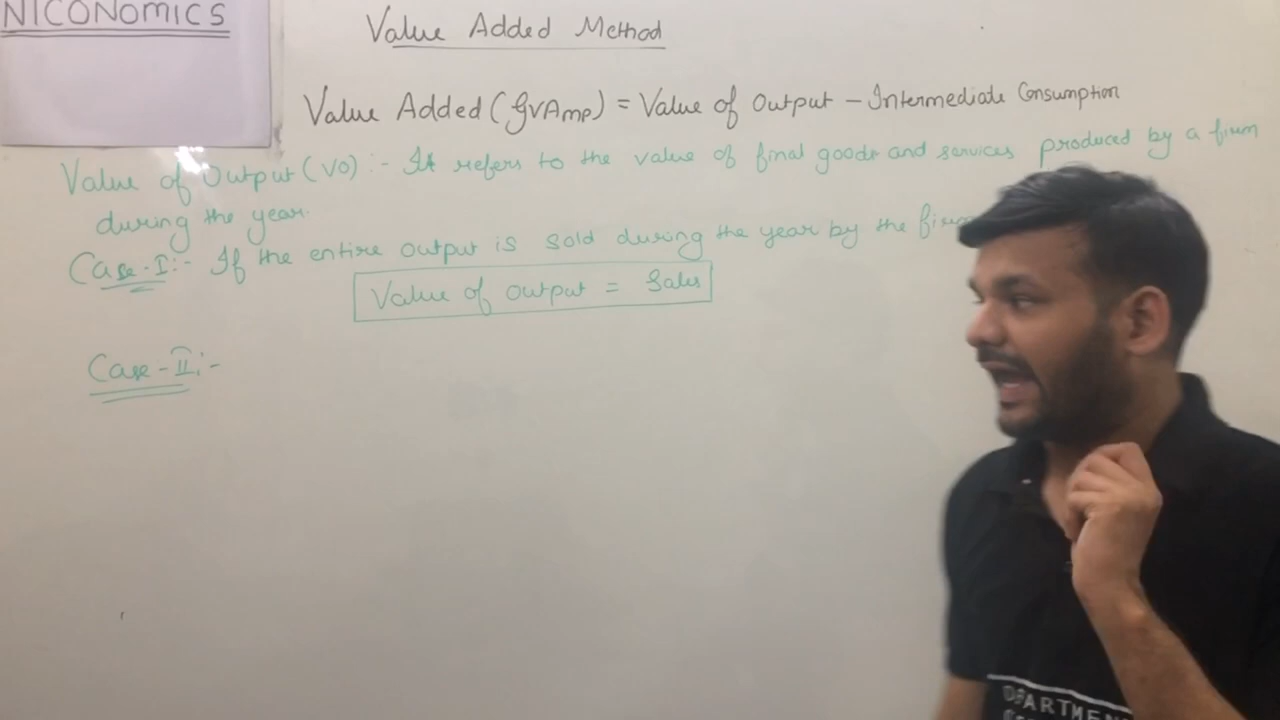 NICONOMICS
Value Added Method
Value Added (GVAMP) = Value of Output - Intermediate Consumption
Value of Output (VO) :- It refers to the value of final goods and services produced by a firm
during the year.
Case-I:- If the entire output is sold during the year by the firm
Value of output = Sales
Case-II:-